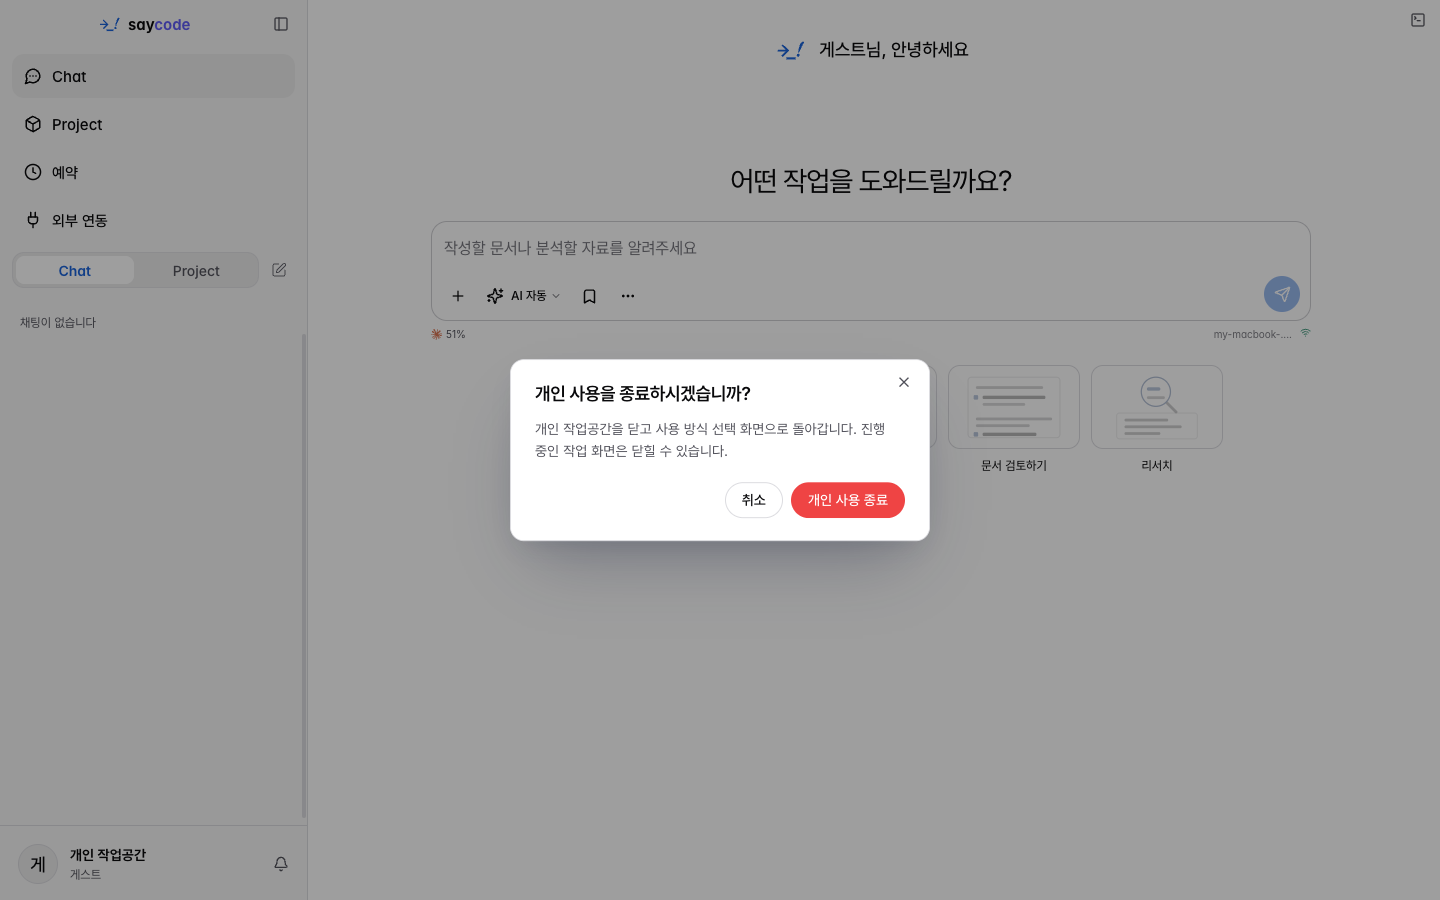 saycode
Chat
Project
예약
외부 연동
Chat
Project
채팅이 없습니다
개인 작업공간
게스트
게
게스트님, 안녕하세요
어떤 작업을 도와드릴까요?
작성할 문서나 분석할 자료를 알려주세요
AI 자동
51%
my-macbook-....
개인 사용을 종료하시겠습니까?
개인 작업공간을 닫고 사용 방식 선택 화면으로 돌아갑니다. 진행
중인 작업 화면은 닫힐 수 있습니다.
취소
개인 사용 종료
문서 검토하기
리서치